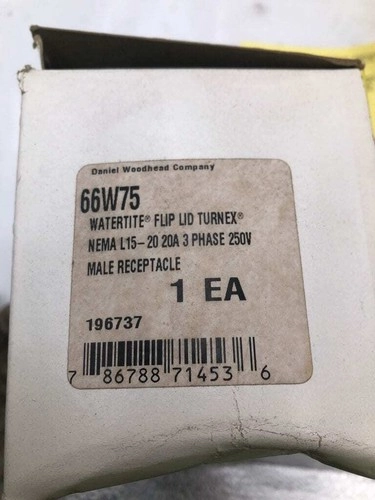 Daniel Woodhead Company
66W75
WATERTITE® FLIP LID TURNEX®
NEMA L15-20 20A 3 PHASE 250V
MALE RECEPTACLE
1 EA
196737
7 86788 71453 6